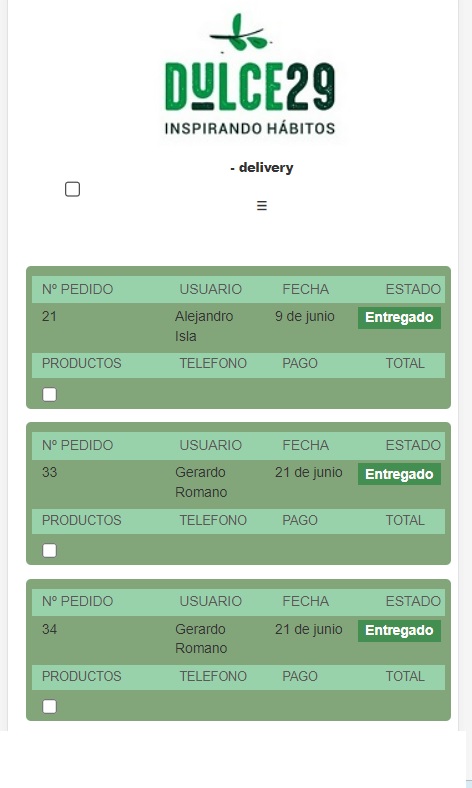 DULCE29
INSPIRANDO HÁBITOS
- delivery
☰
Nº PEDIDO USUARIO FECHA ESTADO
21 Alejandro 9 de junio Entregado
Isla
PRODUCTOS TELEFONO PAGO TOTAL
Nº PEDIDO USUARIO FECHA ESTADO
33 Gerardo 21 de junio Entregado
Romano
PRODUCTOS TELEFONO PAGO TOTAL
Nº PEDIDO USUARIO FECHA ESTADO
34 Gerardo 21 de junio Entregado
Romano
PRODUCTOS TELEFONO PAGO TOTAL